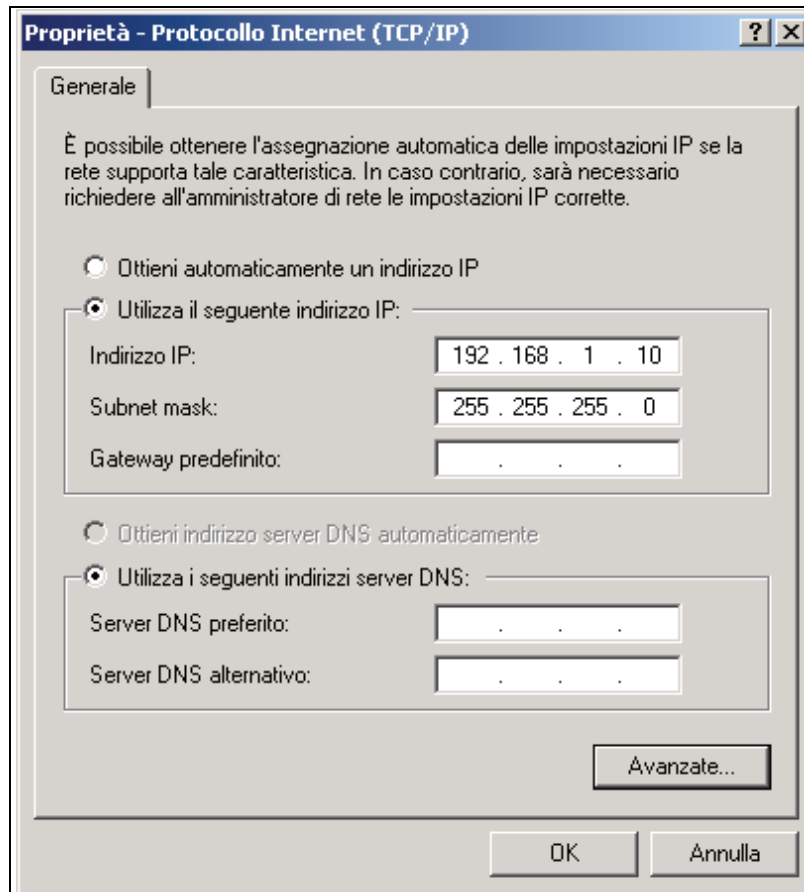 Proprietà - Protocollo Internet (TCP/IP)
Generale
È possibile ottenere l'assegnazione automatica delle impostazioni IP se la
rete supporta tale caratteristica. In caso contrario, sarà necessario
richiedere all'amministratore di rete le impostazioni IP corrette.
Ottieni automaticamente un indirizzo IP
Utilizza il seguente indirizzo IP:
Indirizzo IP: 192 . 168 . 1 . 10
Subnet mask: 255 . 255 . 255 . 0
Gateway predefinito: . . .
Ottieni indirizzo server DNS automaticamente
Utilizza i seguenti indirizzi server DNS:
Server DNS preferito: . . .
Server DNS alternativo: . . .
Avanzate...
OK Annulla